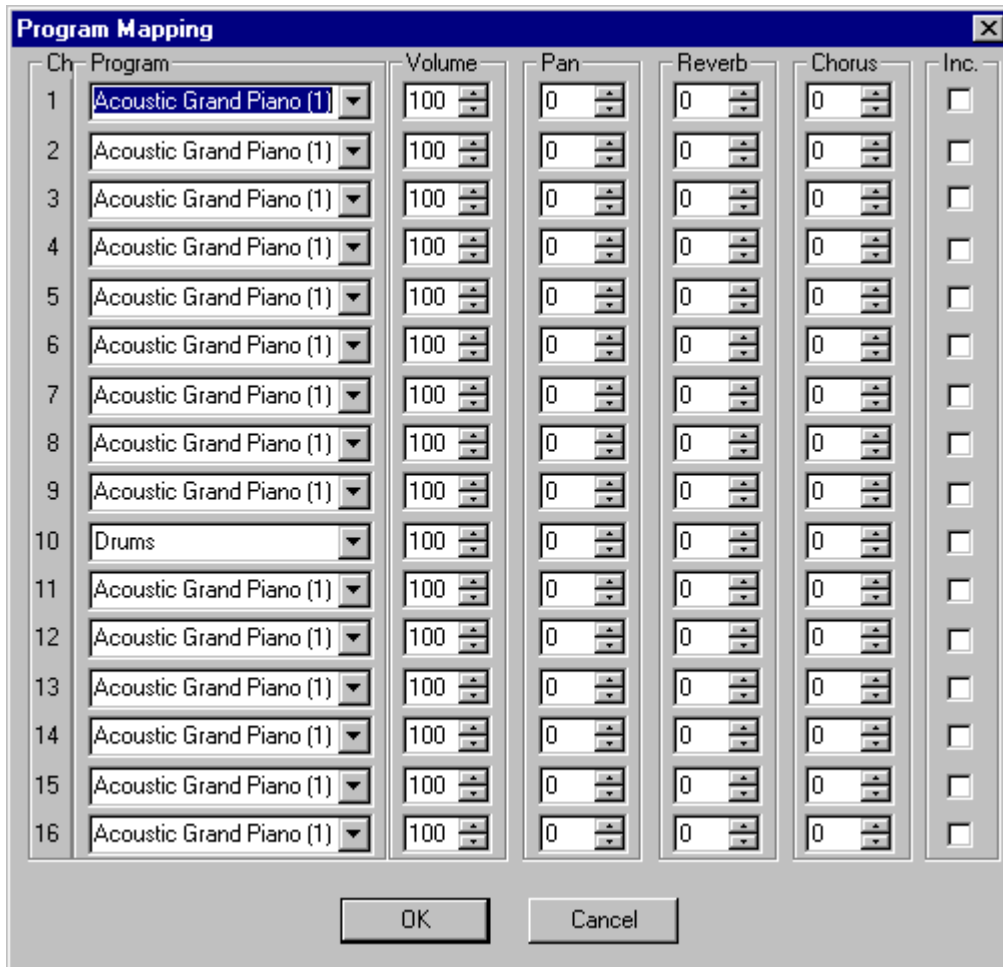 Program Mapping
Ch Program Volume Pan Reverb Chorus Inc.
1 Acoustic Grand Piano (1) 100 0 0 0
2 Acoustic Grand Piano (1) 100 0 0 0
3 Acoustic Grand Piano (1) 100 0 0 0
4 Acoustic Grand Piano (1) 100 0 0 0
5 Acoustic Grand Piano (1) 100 0 0 0
6 Acoustic Grand Piano (1) 100 0 0 0
7 Acoustic Grand Piano (1) 100 0 0 0
8 Acoustic Grand Piano (1) 100 0 0 0
9 Acoustic Grand Piano (1) 100 0 0 0
10 Drums 100 0 0 0
11 Acoustic Grand Piano (1) 100 0 0 0
12 Acoustic Grand Piano (1) 100 0 0 0
13 Acoustic Grand Piano (1) 100 0 0 0
14 Acoustic Grand Piano (1) 100 0 0 0
15 Acoustic Grand Piano (1) 100 0 0 0
16 Acoustic Grand Piano (1) 100 0 0 0
OK Cancel